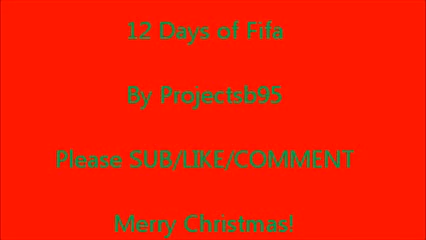 12 Days of Fifa
By Projectsb95
Please SUB/LIKE/COMMENT
Merry Christmas!